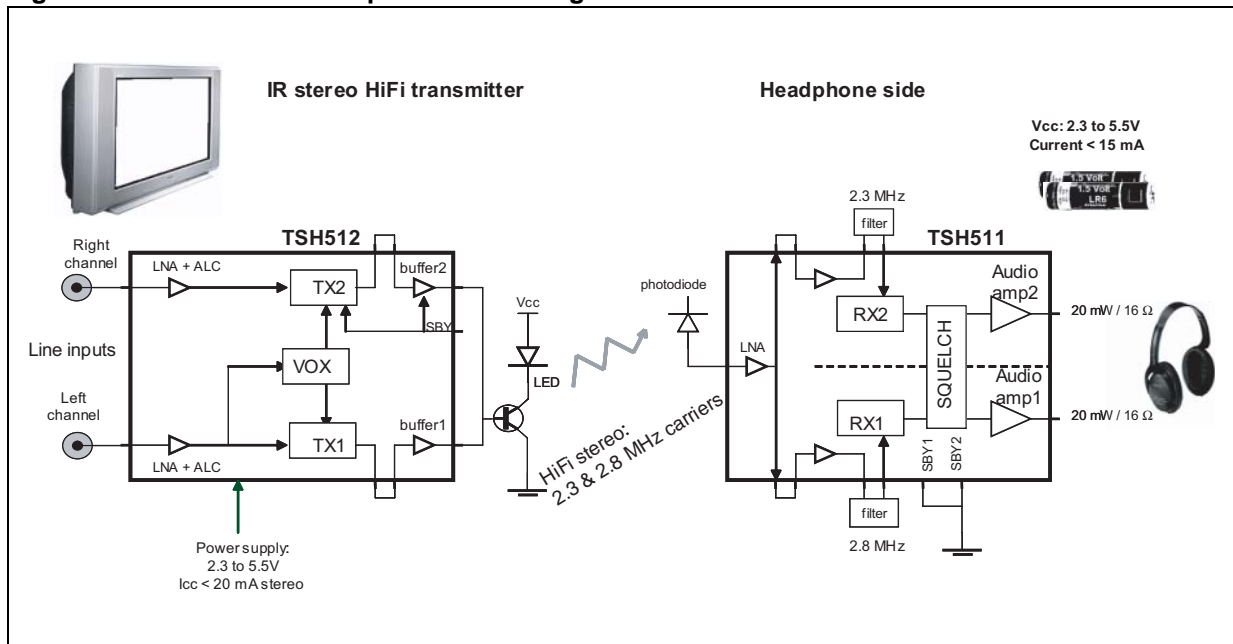 IR stereo HiFi transmitter
Headphone side
Vcc: 2.3 to 5.5V
Current < 15 mA
1.5 Volt
1.5 Volt
LR6
2.3 MHz
filter
TSH512
TSH511
Right
channel
LNA + ALC
TX2
buffer2
SBY
Vcc
LED
Line inputs
VOX
Left
channel
LNA + ALC
TX1
buffer1
HiFi stereo:
2.3 & 2.8 MHz carriers
photodiode
LNA
RX2
RX1
SQUELCH
Audio
amp2
20 mW / 16 Ω
Audio
amp1
20 mW / 16 Ω
SBY1
SBY2
filter
2.8 MHz
Power supply:
2.3 to 5.5V
Icc < 20 mA stereo